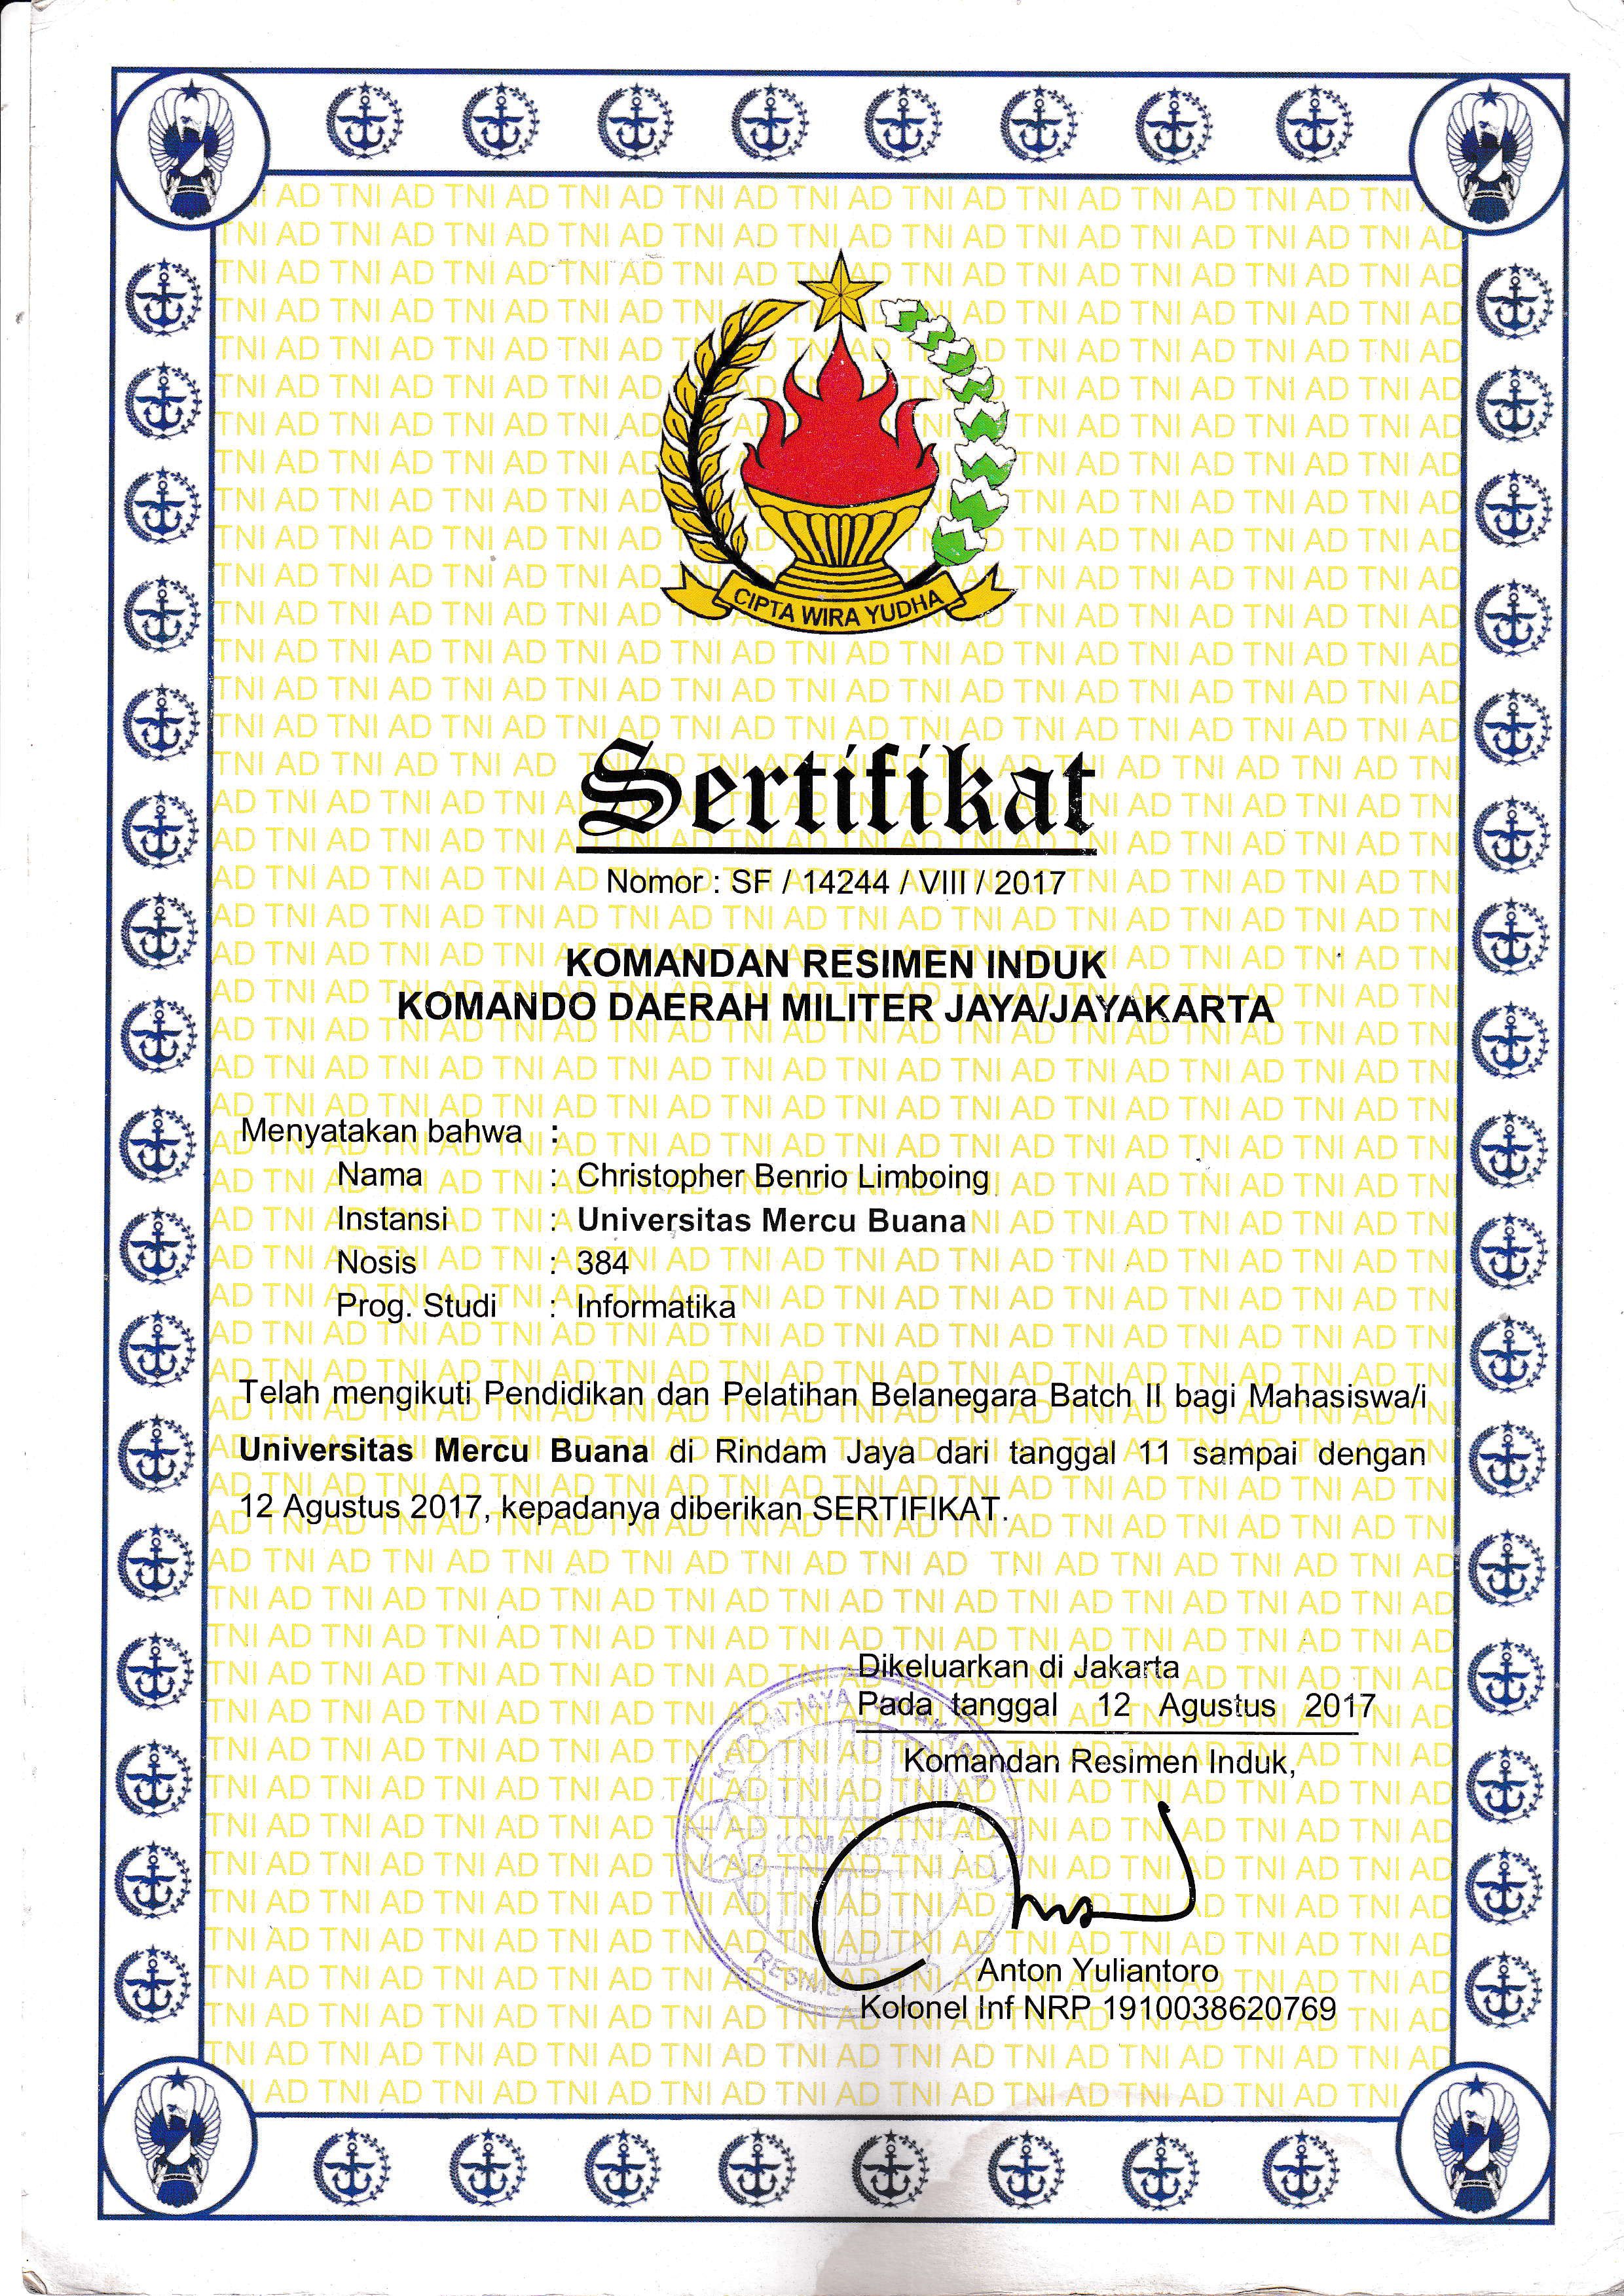 CIPTA WIRA YUDHA
Sertifikat
Nomor : SF / 14244 / VIII / 2017
KOMANDAN RESIMEN INDUK
KOMANDO DAERAH MILITER JAYA/JAYAKARTA
Menyatakan bahwa :
Nama : Christopher Benrio Limboing
Instansi : Universitas Mercu Buana
Nosis : 384
Prog. Studi : Informatika
Telah mengikuti Pendidikan dan Pelatihan Belanegara Batch II bagi Mahasiswa/i
Universitas Mercu Buana di Rindam Jaya dari tanggal 11 sampai dengan
12 Agustus 2017, kepadanya diberikan SERTIFIKAT.
Dikeluarkan di Jakarta
Pada tanggal 12 Agustus 2017
Komandan Resimen Induk,
KOMANDAN
Anton Yuliantoro
Kolonel Inf NRP 1910038620769